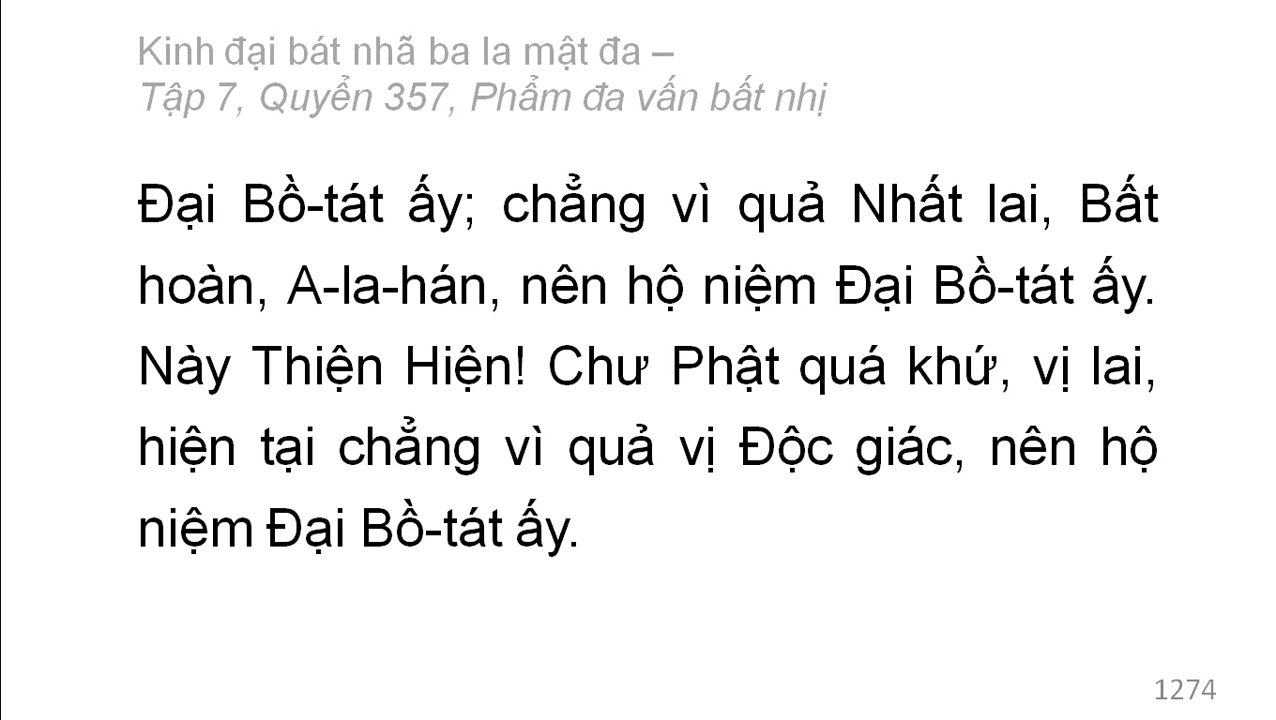 Kinh đại bát nhã ba la mật đa –
Tập 7, Quyển 357, Phẩm đa vấn bất nhị
Đại Bồ-tát ấy; chẳng vì quả Nhất lai, Bất
hoàn, A-la-hán, nên hộ niệm Đại Bồ-tát ấy.
Này Thiện Hiện! Chư Phật quá khứ, vị lai,
hiện tại chẳng vì quả vị Độc giác, nên hộ
niệm Đại Bồ-tát ấy.
1274